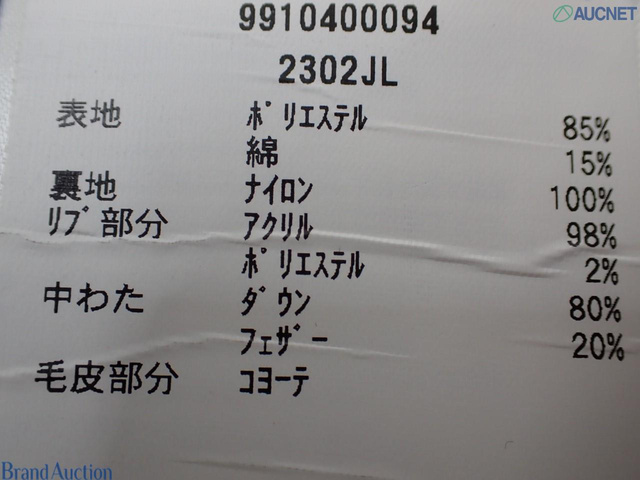 9910400094
AUCNET
2302JL
表地 ﾎﾟﾘｴｽﾃﾙ 85%
綿 15%
裏地 ﾅｲﾛﾝ 100%
ﾘﾌﾞ部分 ｱｸﾘﾙ 98%
ﾎﾟﾘｴｽﾃﾙ 2%
中わた ﾀﾞｳﾝ 80%
ﾌｪｻﾞｰ 20%
毛皮部分 ｺﾖｰﾃ
BrandAuction